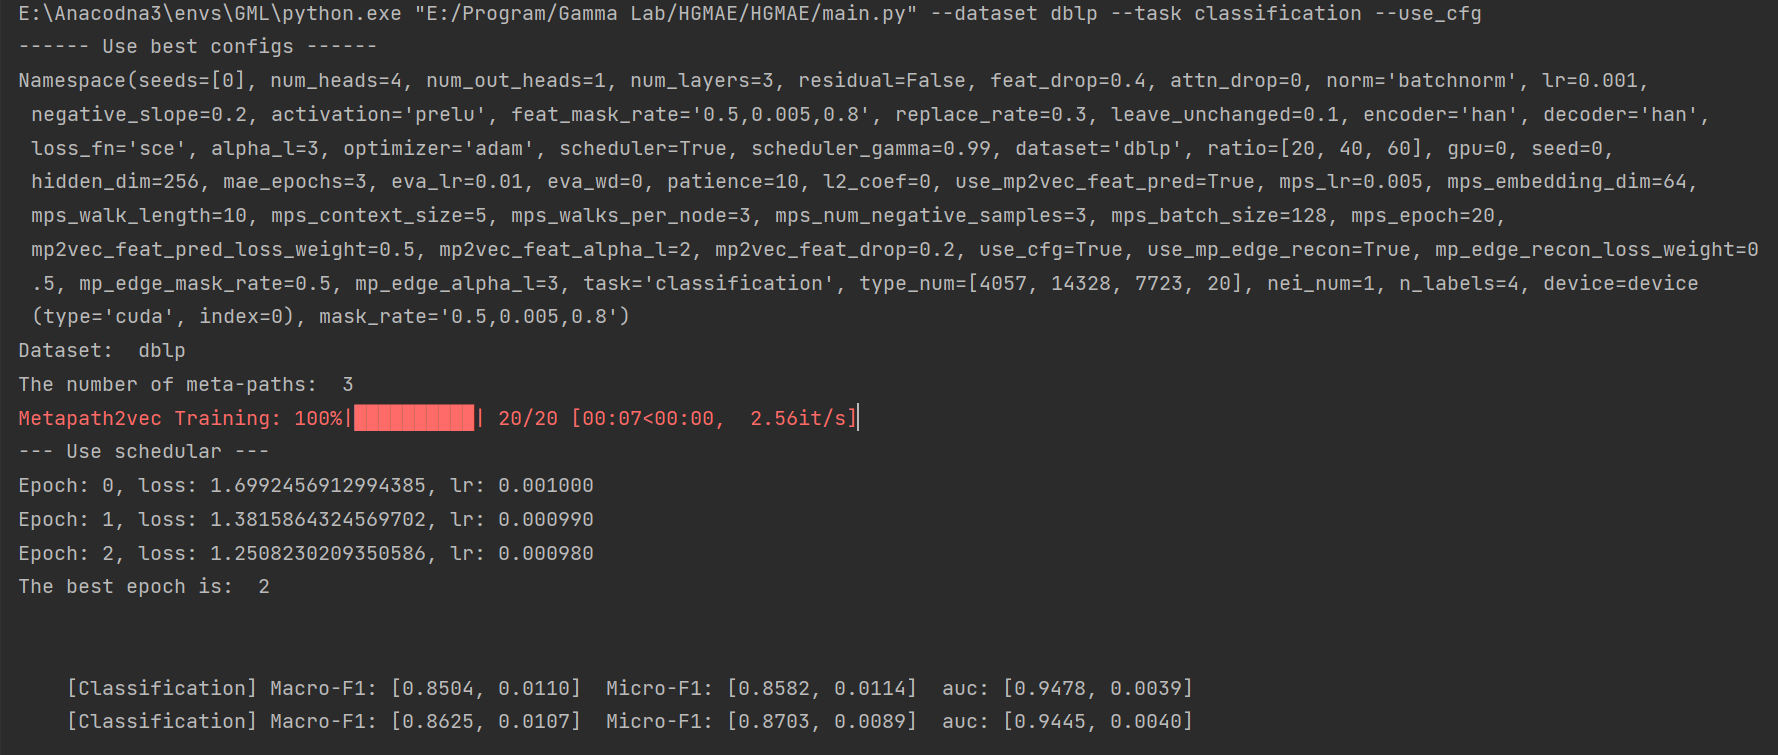 E:\Anacodna3\envs\GML\python.exe "E:/Program/Gamma Lab/HGMAE/HGMAE/main.py" --dataset dblp --task classification --use_cfg
------ Use best configs ------
Namespace(seeds=[0], num_heads=4, num_out_heads=1, num_layers=3, residual=False, feat_drop=0.4, attn_drop=0, norm='batchnorm', lr=0.001,
negative_slope=0.2, activation='prelu', feat_mask_rate='0.5,0.005,0.8', replace_rate=0.3, leave_unchanged=0.1, encoder='han', decoder='han',
loss_fn='sce', alpha_l=3, optimizer='adam', scheduler=True, scheduler_gamma=0.99, dataset='dblp', ratio=[20, 40, 60], gpu=0, seed=0,
hidden_dim=256, mae_epochs=3, eva_lr=0.01, eva_wd=0, patience=10, l2_coef=0, use_mp2vec_feat_pred=True, mps_lr=0.005, mps_embedding_dim=64,
mps_walk_length=10, mps_context_size=5, mps_walks_per_node=3, mps_num_negative_samples=3, mps_batch_size=128, mps_epoch=20,
mp2vec_feat_pred_loss_weight=0.5, mp2vec_feat_alpha_l=2, mp2vec_feat_drop=0.2, use_cfg=True, use_mp_edge_recon=True, mp_edge_recon_loss_weight=0
.5, mp_edge_mask_rate=0.5, mp_edge_alpha_l=3, task='classification', type_num=[4057, 14328, 7723, 20], nei_num=1, n_labels=4, device=device
(type='cuda', index=0), mask_rate='0.5,0.005,0.8')
Dataset:  dblp
The number of meta-paths:  3
Metapath2vec Training: 100%|██████████| 20/20 [00:07<00:00,  2.56it/s]
--- Use schedular ---
Epoch: 0, loss: 1.6992456912994385, lr: 0.001000
Epoch: 1, loss: 1.3815864324569702, lr: 0.000990
Epoch: 2, loss: 1.2508230209350586, lr: 0.000980
The best epoch is:  2
[Classification] Macro-F1: [0.8504, 0.0110]  Micro-F1: [0.8582, 0.0114]  auc: [0.9478, 0.0039]
[Classification] Macro-F1: [0.8625, 0.0107]  Micro-F1: [0.8703, 0.0089]  auc: [0.9445, 0.0040]